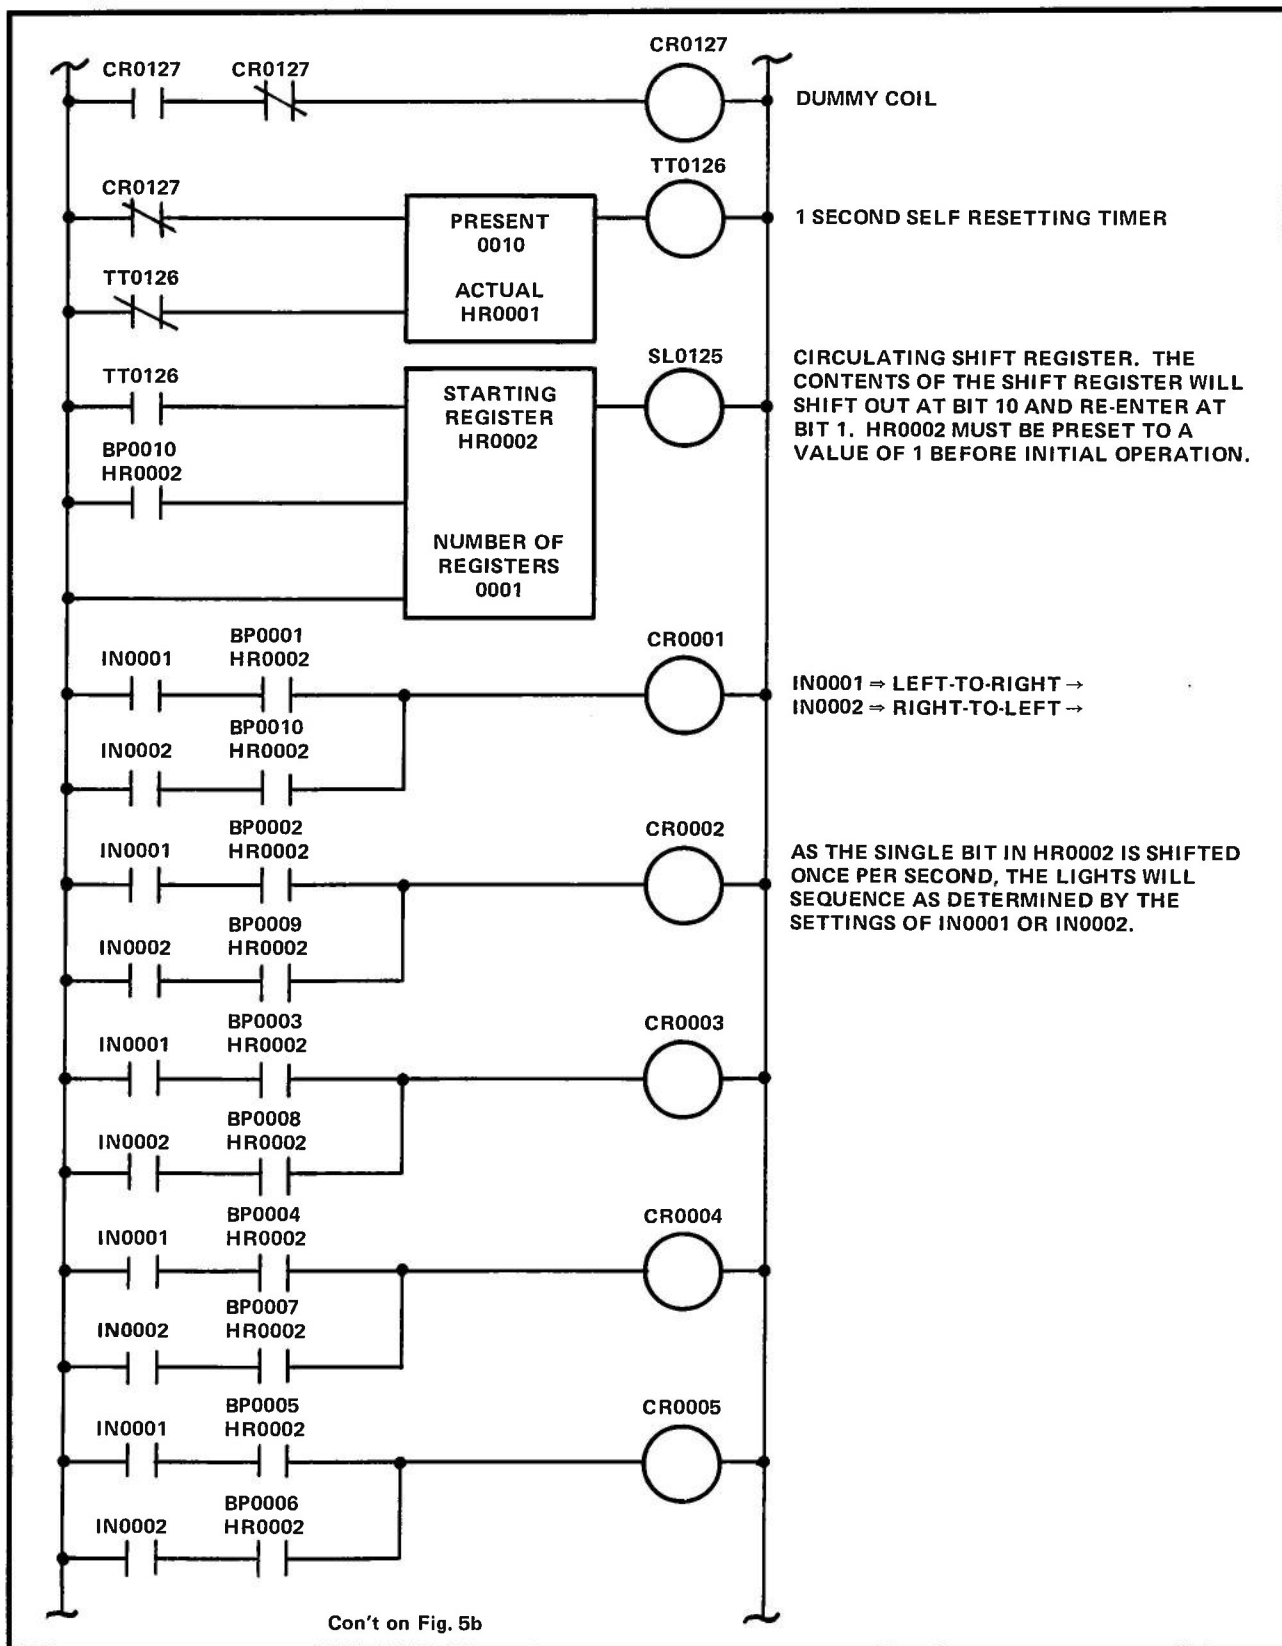 CR0127 CR0127 CR0127
DUMMY COIL
CR0127 TT0126
PRESENT
0010
ACTUAL
HR0001
1 SECOND SELF RESETTING TIMER
TT0126
TT0126 SL0125
STARTING
REGISTER
HR0002
BP0010
HR0002
NUMBER OF
REGISTERS
0001
CIRCULATING SHIFT REGISTER. THE
CONTENTS OF THE SHIFT REGISTER WILL
SHIFT OUT AT BIT 10 AND RE-ENTER AT
BIT 1. HR0002 MUST BE PRESET TO A
VALUE OF 1 BEFORE INITIAL OPERATION.
BP0001
IN0001 HR0002 CR0001
BP0010
IN0002 HR0002
IN0001 ⇒ LEFT-TO-RIGHT →
IN0002 ⇒ RIGHT-TO-LEFT →
BP0002
IN0001 HR0002 CR0002
BP0009
IN0002 HR0002
AS THE SINGLE BIT IN HR0002 IS SHIFTED
ONCE PER SECOND, THE LIGHTS WILL
SEQUENCE AS DETERMINED BY THE
SETTINGS OF IN0001 OR IN0002.
BP0003
IN0001 HR0002 CR0003
BP0008
IN0002 HR0002
BP0004
IN0001 HR0002 CR0004
BP0007
IN0002 HR0002
BP0005
IN0001 HR0002 CR0005
BP0006
IN0002 HR0002
Con't on Fig. 5b